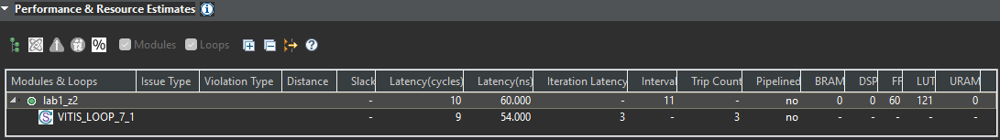 Performance & Resource Estimates
% Modules Loops
Modules & Loops Issue Type Violation Type Distance Slack Latency(cycles) Latency(ns) Iteration Latency Interval Trip Count Pipelined BRAM DSP FF LUT URAM
lab1_z2 - 10 60.000 - 11 - no 0 0 60 121 0
VITIS_LOOP_7_1 - 9 54.000 3 - 3 no - - - - -